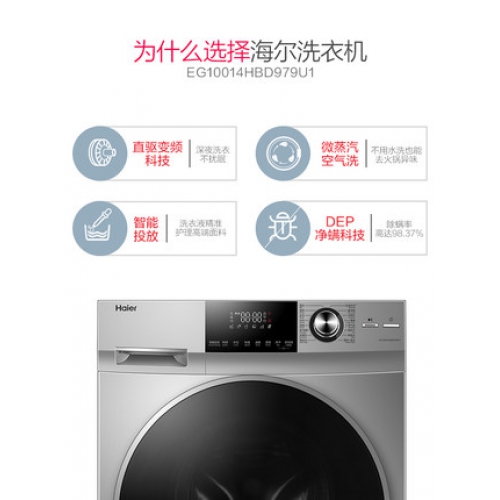 为什么选择海尔洗衣机
EG10014HBD979U1
直驱变频
科技
深夜洗衣
不扰眠
微蒸汽
空气洗
不用水洗也能
去火锅异味
智能
投放
洗衣液精准
护理高端面料
DEP
净螨科技
除螨率
高达98.37%
Haier
88:88